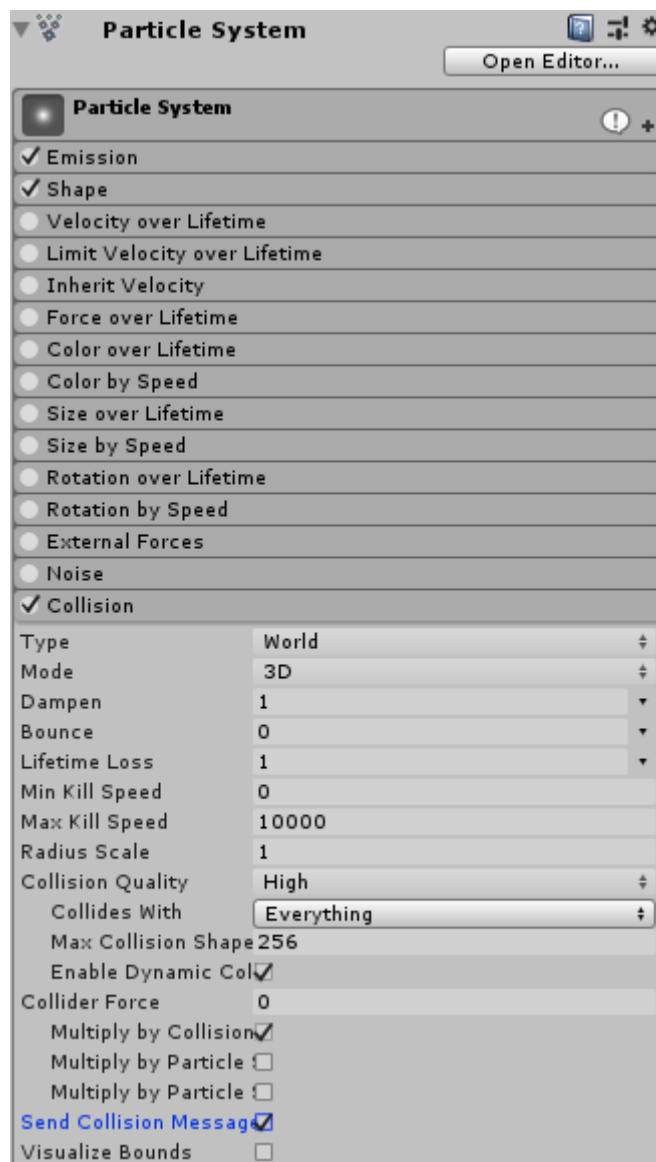 Particle System
Open Editor...
Particle System
Emission
Shape
Velocity over Lifetime
Limit Velocity over Lifetime
Inherit Velocity
Force over Lifetime
Color over Lifetime
Color by Speed
Size over Lifetime
Size by Speed
Rotation over Lifetime
Rotation by Speed
External Forces
Noise
Collision
Type World
Mode 3D
Dampen 1
Bounce 0
Lifetime Loss 1
Min Kill Speed 0
Max Kill Speed 10000
Radius Scale 1
Collision Quality High
Collides With Everything
Max Collision Shape 256
Enable Dynamic Col
Collider Force 0
Multiply by Collision
Multiply by Particle
Multiply by Particle
Send Collision Message
Visualize Bounds